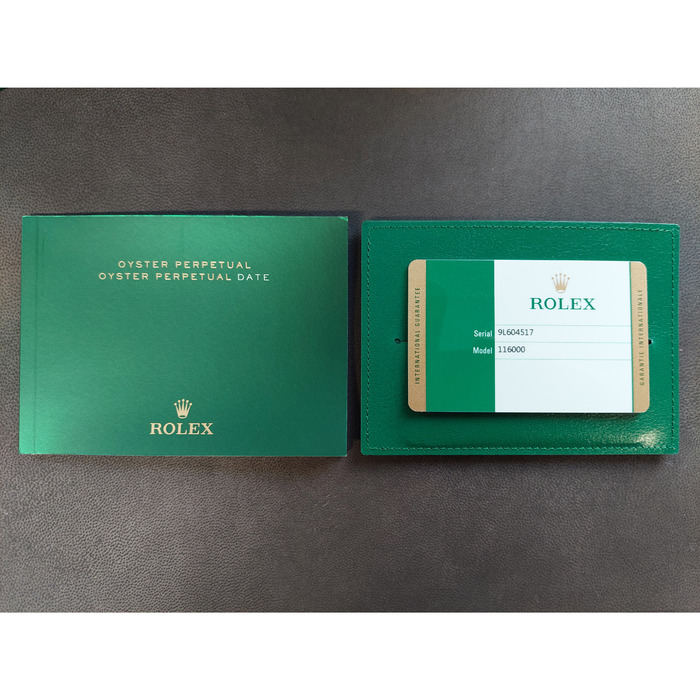 OYSTER PERPETUAL
OYSTER PERPETUAL DATE
ROLEX
INTERNATIONAL GUARANTEE
ROLEX
Serial 9L604517
Model 116000
GARANTIE INTERNATIONALE